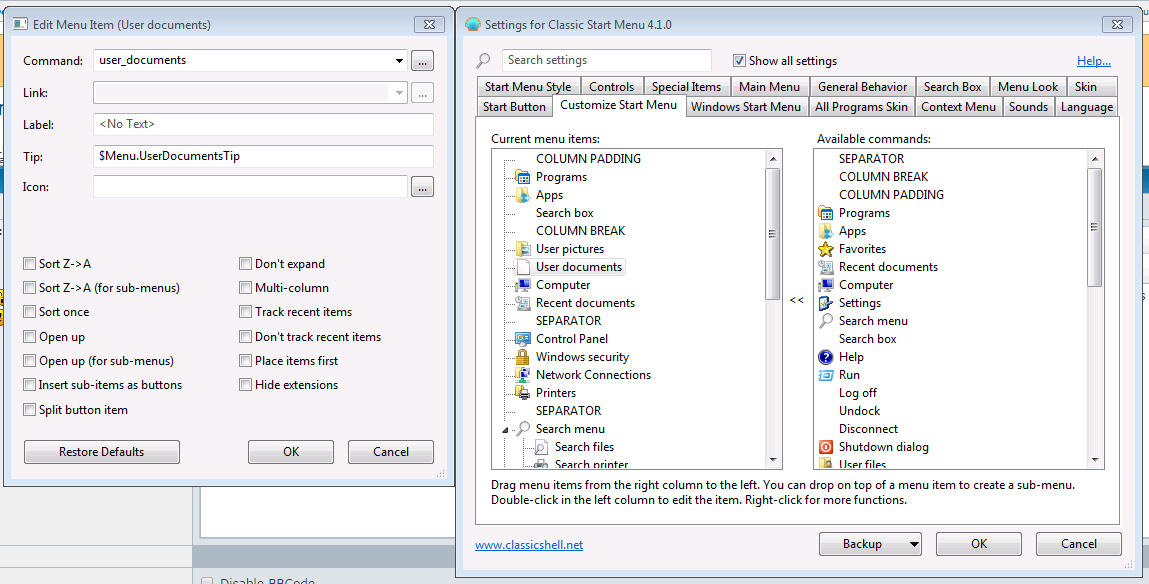 Edit Menu Item (User documents)
Command:
user_documents
...
Link:
...
Label:
<No Text>
Tip:
$Menu.UserDocumentsTip
Icon:
...
Sort Z->A
Don't expand
Sort Z->A (for sub-menus)
Multi-column
Sort once
Track recent items
Open up
Don't track recent items
Open up (for sub-menus)
Place items first
Insert sub-items as buttons
Hide extensions
Split button item
Restore Defaults
OK
Cancel
Settings for Classic Start Menu 4.1.0
Search settings
Show all settings
Help...
Start Menu Style
Controls
Special Items
Main Menu
General Behavior
Search Box
Menu Look
Skin
Start Button
Customize Start Menu
Windows Start Menu
All Programs Skin
Context Menu
Sounds
Language
Current menu items:
COLUMN PADDING
Programs
Apps
Search box
COLUMN BREAK
User pictures
User documents
Computer
Recent documents
SEPARATOR
Control Panel
Windows security
Network Connections
Printers
SEPARATOR
Search menu
Search files
Search printer
<<
Available commands:
SEPARATOR
COLUMN BREAK
COLUMN PADDING
Programs
Apps
Favorites
Recent documents
Computer
Settings
Search menu
Search box
Help
Run
Log off
Undock
Disconnect
Shutdown dialog
User files
Drag menu items from the right column to the left. You can drop on top of a menu item to create a sub-menu.
Double-click in the left column to edit the item. Right-click for more functions.
www.classicshell.net
Backup
OK
Cancel
Disable BBCode